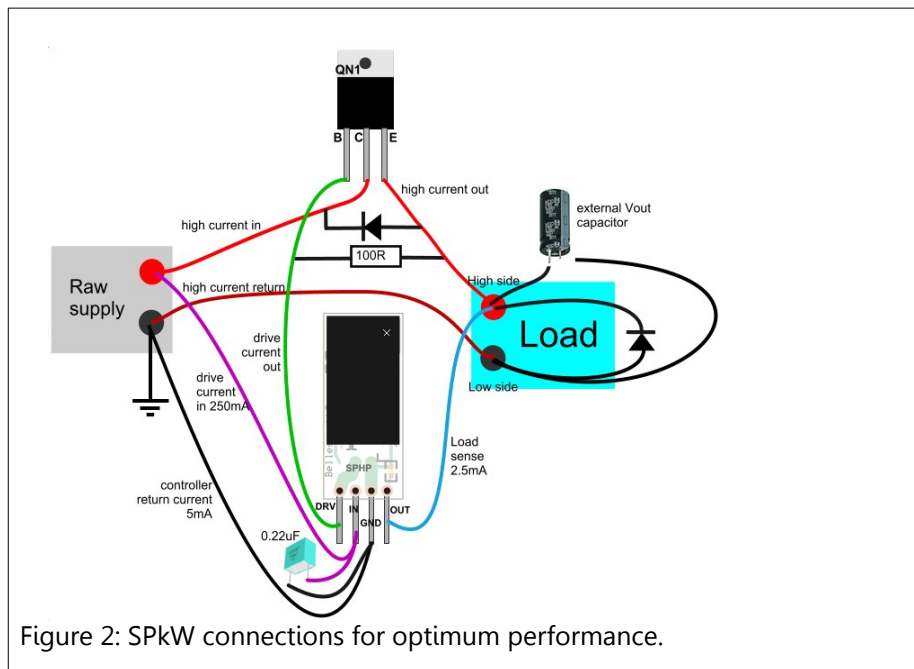 QN1
B C E
high current out
high current in
external Vout
capacitor
100R
Raw
supply
high current return
High side
Load
Low side
drive
current
out
drive
current
in 250mA
Load
sense
2.5mA
SPHP
controller
return current
5mA
DRV IN GND OUT
0.22uF
Figure 2: SPkW connections for optimum performance.